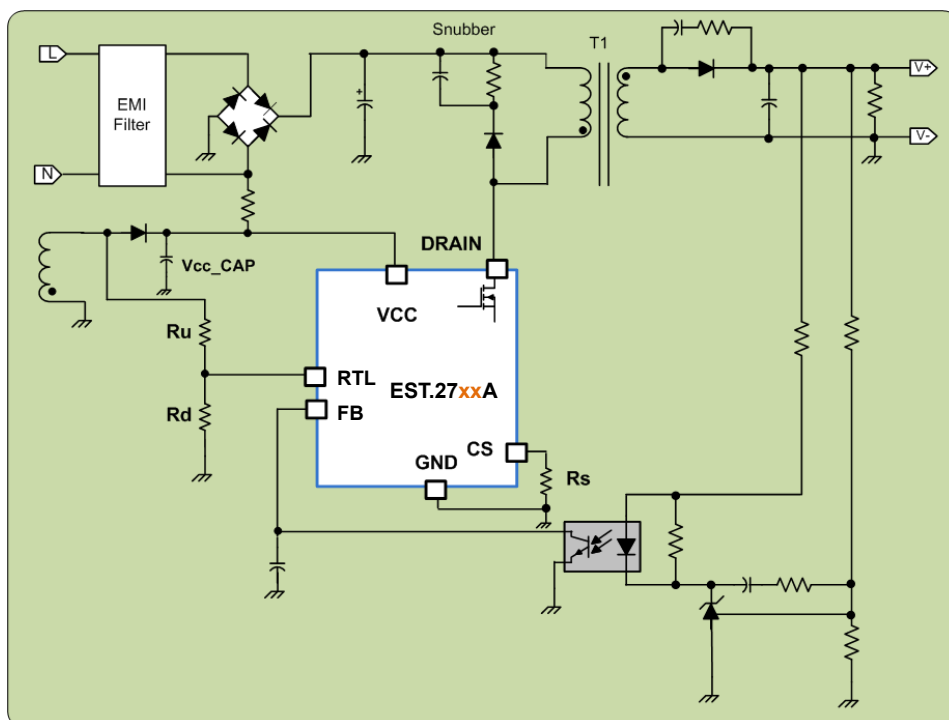 Snubber
T1
L
EMI
Filter
N
V+
V-
Vcc_CAP
DRAIN
VCC
Ru
RTL
EST.27xxA
Rd
FB
CS
GND
Rs
+